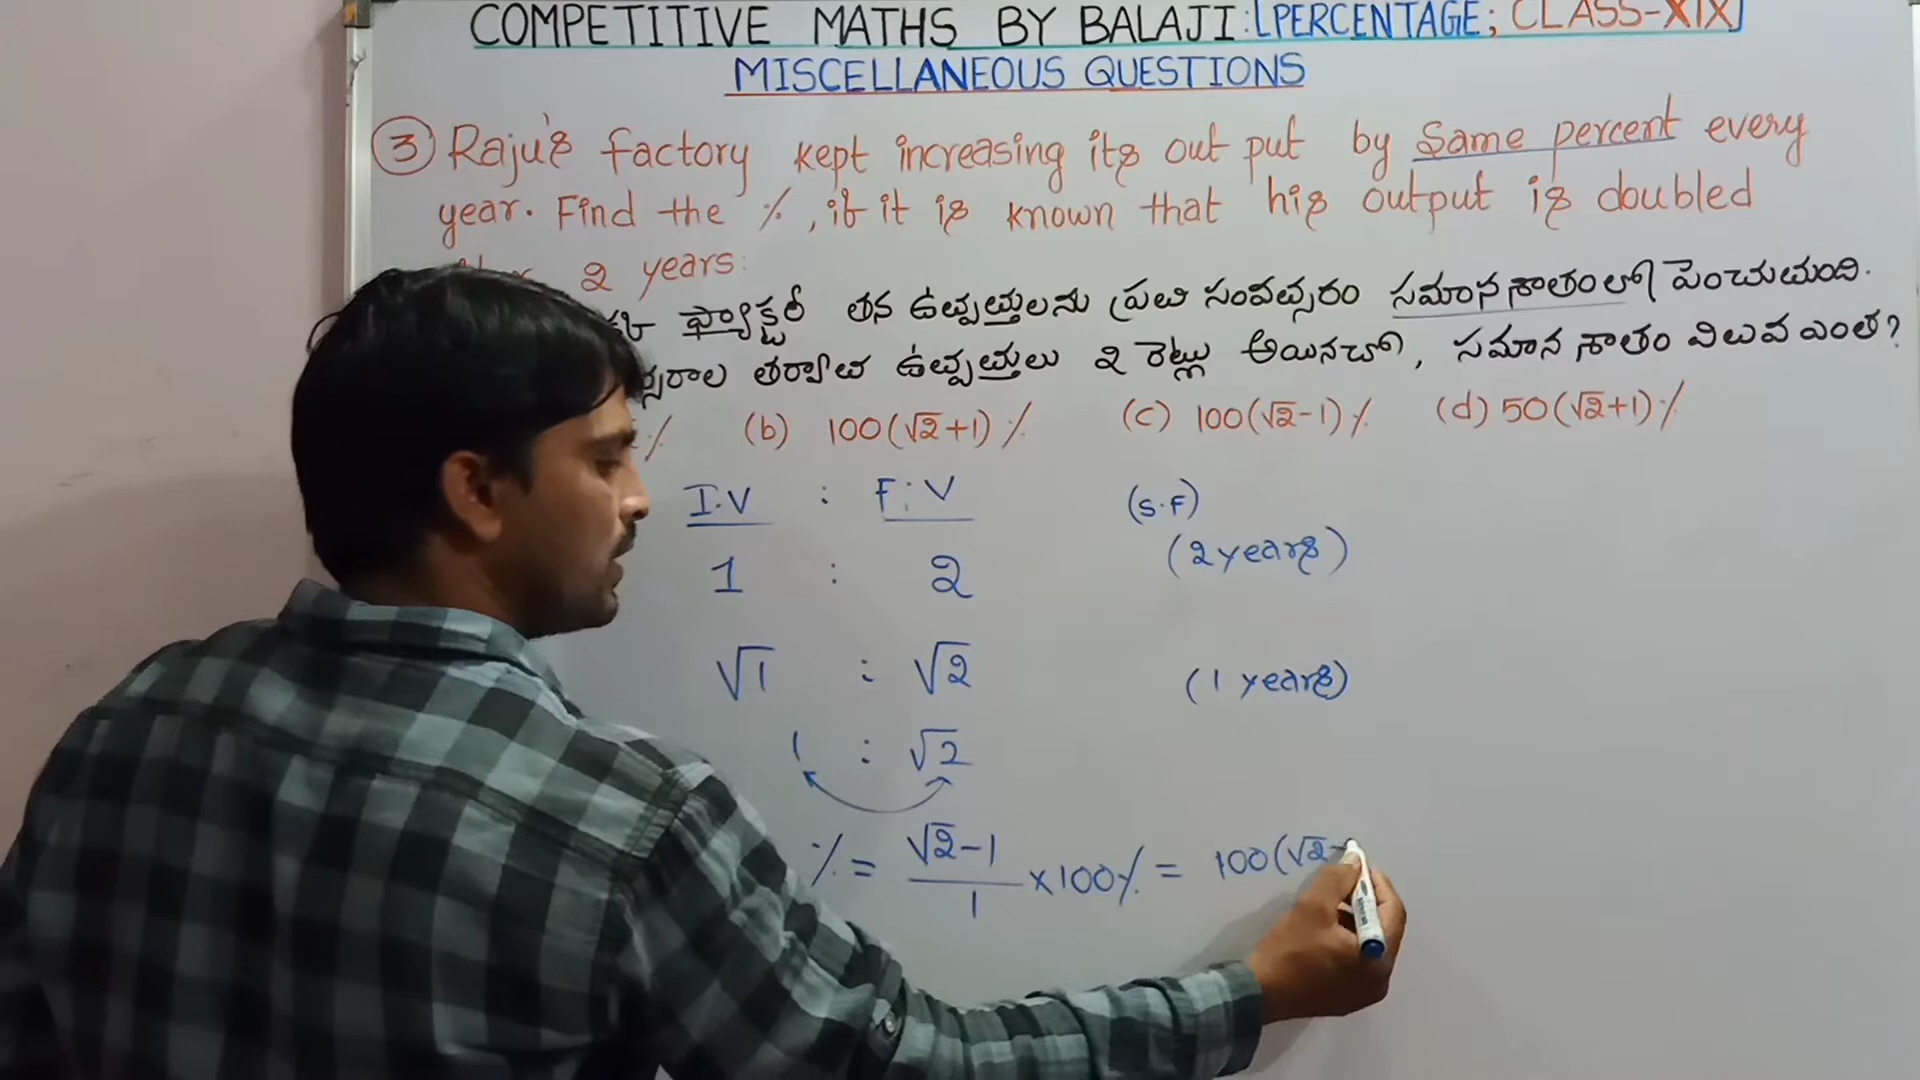 COMPETITIVE MATHS BY BALAJI: [PERCENTAGE; CLASS-XIX]
MISCELLANEOUS QUESTIONS
③ Raju's factory kept increasing its out put by Same percent every
year. Find the %, if it is known that his output is doubled
2 years:
ఫ్యాక్టరీ తన ఉత్పత్తులను ప్రతి సంవత్సరం సమాన శాతంలో పెంచుతుంది.
తర్వాత ఉత్పత్తులు 2 రెట్లు అయినచో, సమాన శాతం విలువ ఎంత?
% (b) 100(√2+1)% (c) 100(√2-1)% (d) 50(√2+1)%
I.V : F.V (S.F)
1 : 2 (2 years)
√1 : √2 (1 years)
1 : √2
% = √2-1/1 ×100% = 100(√2-